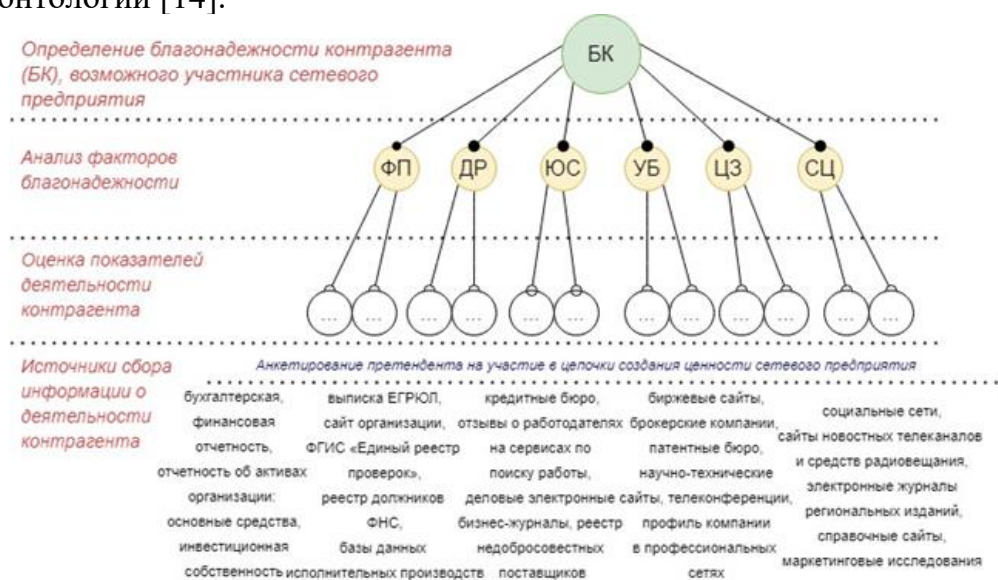 онтологии [14].
Определение благонадежности контрагента
(БК), возможного участника сетевого
предприятия
БК
Анализ факторов
благонадежности
ФП ДР ЮС УБ ЦЗ СЦ
Оценка показателей
деятельности
контрагента
... ... ... ... ... ... ... ... ... ... ... ...
Источники сбора
информации о
деятельности
контрагента
Анкетирование претендента на участие в цепочки создания ценности сетевого предприятия
бухгалтерская,
финансовая
отчетность,
отчетность об активах
организации:
основные средства,
инвестиционная
собственность
выписка ЕГРЮЛ,
сайт организации,
ФГИС «Единый реестр
проверок»,
реестр должников
ФНС,
базы данных
исполнительных производств
кредитные бюро,
отзывы о работодателях
на сервисах по
поиску работы,
деловые электронные сайты,
бизнес-журналы, реестр
недобросовестных
поставщиков
биржевые сайты,
брокерские компании,
патентные бюро,
научно-технические
телеконференции,
профиль компании
в профессиональных
сетях
социальные сети,
сайты новостных телеканалов
и средств радиовещания,
электронные журналы
региональных изданий,
справочные сайты,
маркетинговые исследования